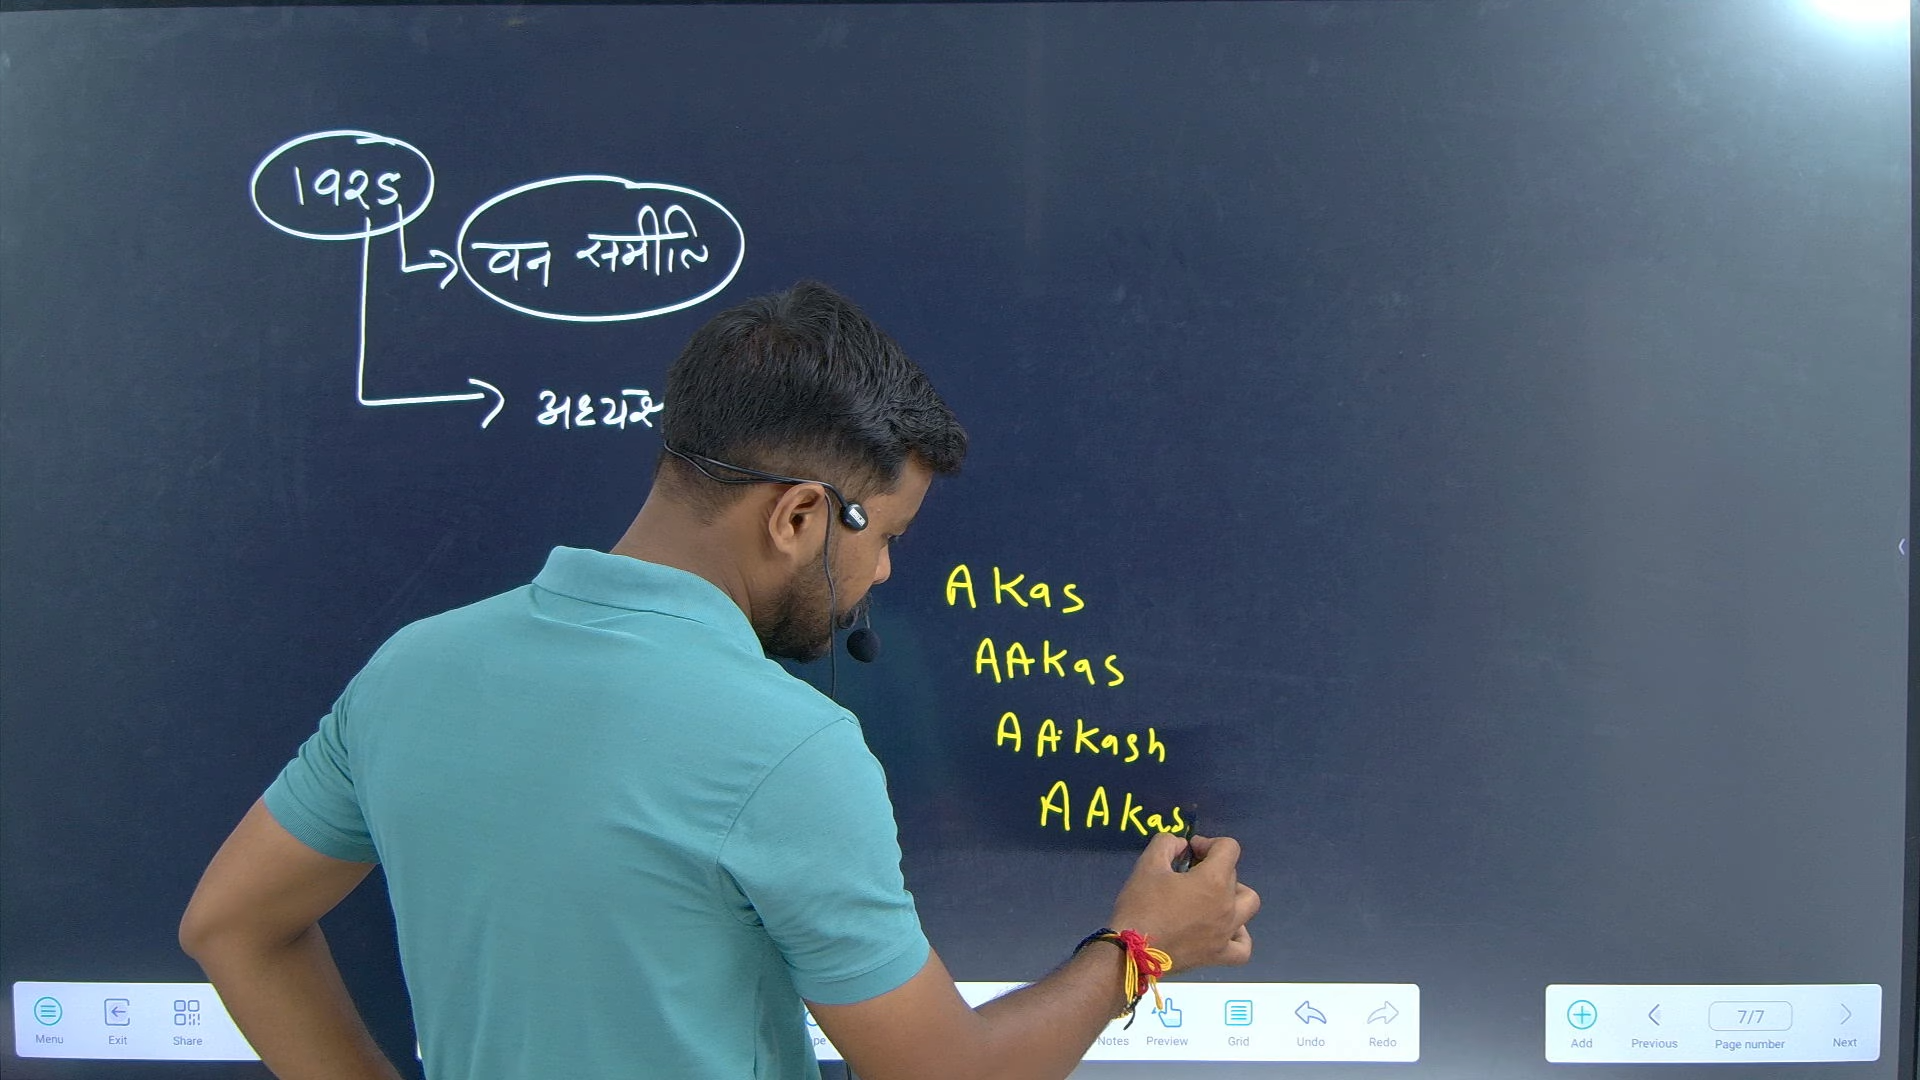 १९२५
वन समीति
AKas
AAKas
AAKash
AAKas
Menu Exit Share Notes Preview Grid Undo Redo Add Previous 7/7 Page number Next